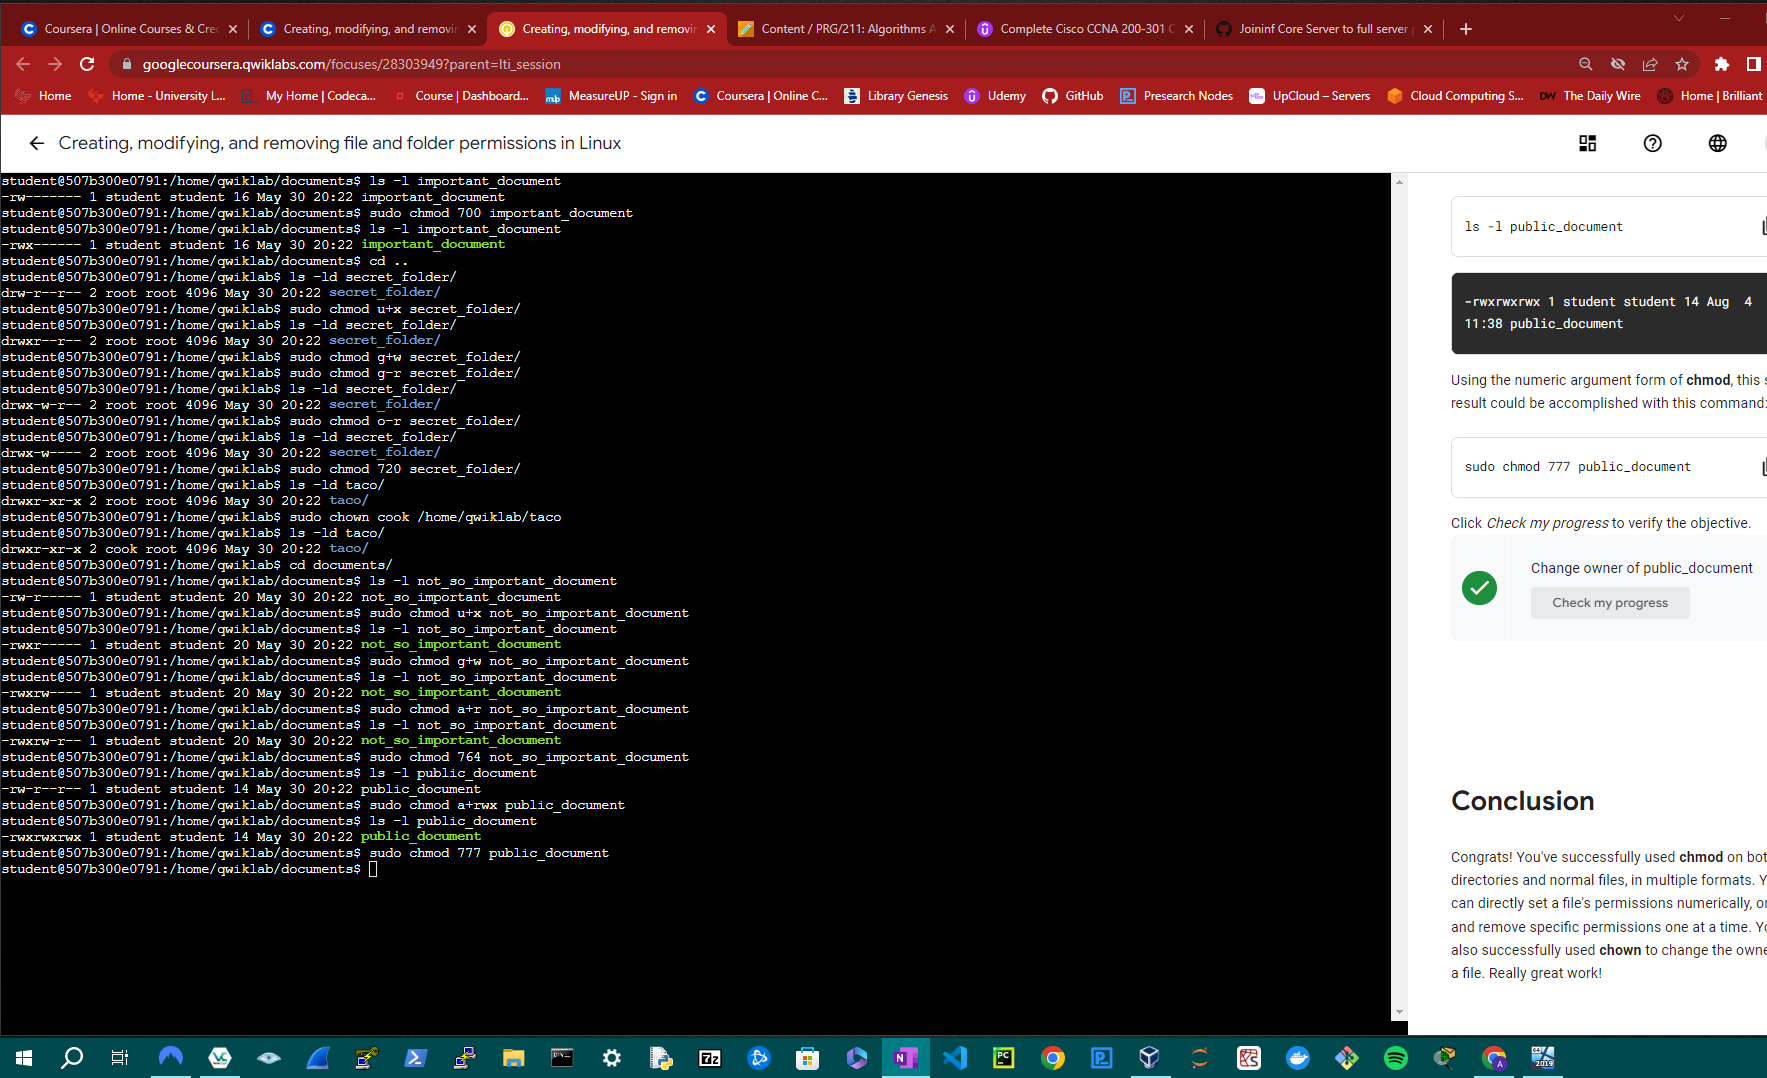 Coursera | Online Courses & Cred
Creating, modifying, and removin
Creating, modifying, and removin
Content / PRG/211: Algorithms A
Complete Cisco CCNA 200-301 C
Joininf Core Server to full server
googlecoursera.qwiklabs.com/focuses/28303949?parent=lti_session
Home
Home - University L...
My Home | Codeca...
Course | Dashboard...
MeasureUP - Sign in
Coursera | Online C...
Library Genesis
Udemy
GitHub
Presearch Nodes
UpCloud – Servers
Cloud Computing S...
DW The Daily Wire
Home | Brilliant
Creating, modifying, and removing file and folder permissions in Linux
student@507b300e0791:/home/qwiklab/documents$ ls -l important_document
-rw------- 1 student student 16 May 30 20:22 important_document
student@507b300e0791:/home/qwiklab/documents$ sudo chmod 700 important_document
student@507b300e0791:/home/qwiklab/documents$ ls -l important_document
-rwx------ 1 student student 16 May 30 20:22 important_document
student@507b300e0791:/home/qwiklab/documents$ cd ..
student@507b300e0791:/home/qwiklab$ ls -ld secret_folder/
drw-r--r-- 2 root root 4096 May 30 20:22 secret_folder/
student@507b300e0791:/home/qwiklab$ sudo chmod u+x secret_folder/
student@507b300e0791:/home/qwiklab$ ls -ld secret_folder/
drwxr--r-- 2 root root 4096 May 30 20:22 secret_folder/
student@507b300e0791:/home/qwiklab$ sudo chmod g+w secret_folder/
student@507b300e0791:/home/qwiklab$ sudo chmod g-r secret_folder/
student@507b300e0791:/home/qwiklab$ ls -ld secret_folder/
drwx-w-r-- 2 root root 4096 May 30 20:22 secret_folder/
student@507b300e0791:/home/qwiklab$ sudo chmod o-r secret_folder/
student@507b300e0791:/home/qwiklab$ ls -ld secret_folder/
drwx-w---- 2 root root 4096 May 30 20:22 secret_folder/
student@507b300e0791:/home/qwiklab$ sudo chmod 720 secret_folder/
student@507b300e0791:/home/qwiklab$ ls -ld taco/
drwxr-xr-x 2 root root 4096 May 30 20:22 taco/
student@507b300e0791:/home/qwiklab$ sudo chown cook /home/qwiklab/taco
student@507b300e0791:/home/qwiklab$ ls -ld taco/
drwxr-xr-x 2 cook root 4096 May 30 20:22 taco/
student@507b300e0791:/home/qwiklab$ cd documents/
student@507b300e0791:/home/qwiklab/documents$ ls -l not_so_important_document
-rw-r----- 1 student student 20 May 30 20:22 not_so_important_document
student@507b300e0791:/home/qwiklab/documents$ sudo chmod u+x not_so_important_document
student@507b300e0791:/home/qwiklab/documents$ ls -l not_so_important_document
-rwxr----- 1 student student 20 May 30 20:22 not_so_important_document
student@507b300e0791:/home/qwiklab/documents$ sudo chmod g+w not_so_important_document
student@507b300e0791:/home/qwiklab/documents$ ls -l not_so_important_document
-rwxrw---- 1 student student 20 May 30 20:22 not_so_important_document
student@507b300e0791:/home/qwiklab/documents$ sudo chmod a+r not_so_important_document
student@507b300e0791:/home/qwiklab/documents$ ls -l not_so_important_document
-rwxrw-r-- 1 student student 20 May 30 20:22 not_so_important_document
student@507b300e0791:/home/qwiklab/documents$ sudo chmod 764 not_so_important_document
student@507b300e0791:/home/qwiklab/documents$ ls -l public_document
-rw-r--r-- 1 student student 14 May 30 20:22 public_document
student@507b300e0791:/home/qwiklab/documents$ sudo chmod a+rwx public_document
student@507b300e0791:/home/qwiklab/documents$ ls -l public_document
-rwxrwxrwx 1 student student 14 May 30 20:22 public_document
student@507b300e0791:/home/qwiklab/documents$ sudo chmod 777 public_document
student@507b300e0791:/home/qwiklab/documents$
ls -l public_document
-rwxrwxrwx 1 student student 14 Aug  4
11:38 public_document
Using the numeric argument form of chmod, this s
result could be accomplished with this command:
sudo chmod 777 public_document
Click Check my progress to verify the objective.
Change owner of public_document
Check my progress
Conclusion
Congrats! You've successfully used chmod on bot
directories and normal files, in multiple formats. Y
can directly set a file's permissions numerically, o
and remove specific permissions one at a time. Yo
also successfully used chown to change the owne
a file. Really great work!